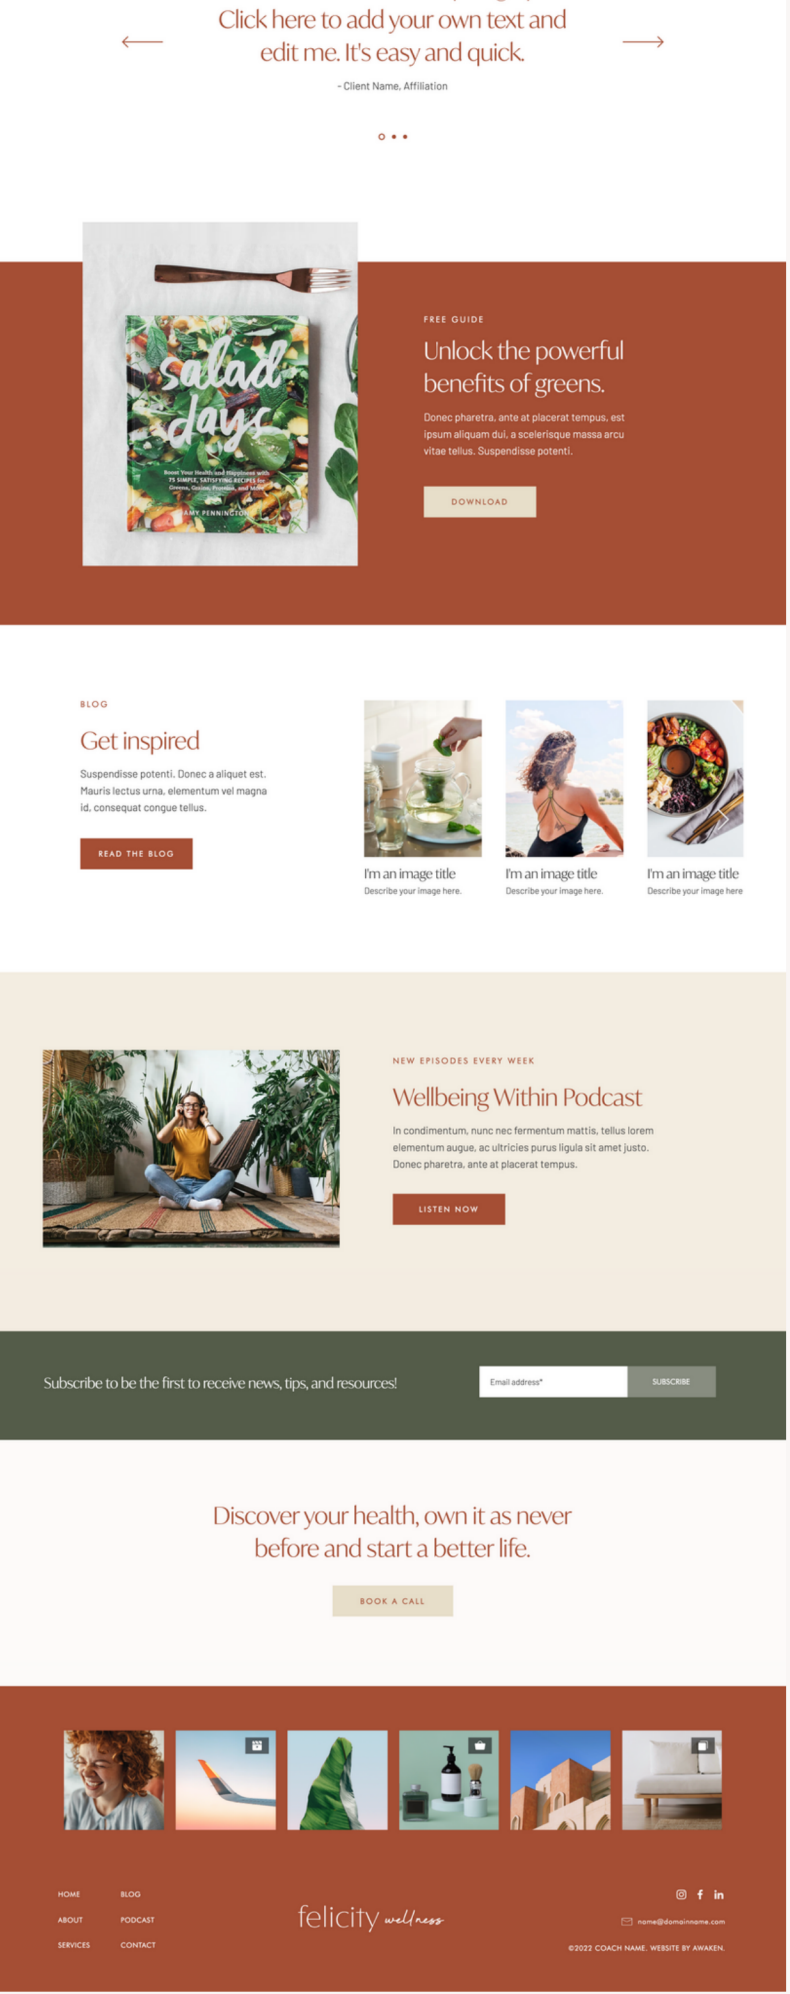 Click here to add your own text and
edit me. It's easy and quick.
- Client Name, Affiliation
salad
days
Boost Your Health and Happiness with
75 SIMPLE, SATISFYING RECIPES for
Greens, Grains, Proteins, and More
AMY PENNINGTON
FREE GUIDE
Unlock the powerful
benefits of greens.
Donec pharetra, ante at placerat tempus, est
ipsum aliquam dui, a scelerisque massa arcu
vitae tellus. Suspendisse potenti.
DOWNLOAD
BLOG
Get inspired
Suspendisse potenti. Donec a aliquet est.
Mauris lectus urna, elementum vel magna
id, consequat congue tellus.
READ THE BLOG
I'm an image title
Describe your image here.
I'm an image title
Describe your image here.
I'm an image title
Describe your image here
NEW EPISODES EVERY WEEK
Wellbeing Within Podcast
In condimentum, nunc nec fermentum mattis, tellus lorem
elementum augue, ac ultricies purus ligula sit amet justo.
Donec pharetra, ante at placerat tempus.
LISTEN NOW
Subscribe to be the first to receive news, tips, and resources!
Email address*
SUBSCRIBE
Discover your health, own it as never
before and start a better life.
BOOK A CALL
HOME
ABOUT
SERVICES
BLOG
PODCAST
CONTACT
felicity wellness
name@domainname.com
©2022 COACH NAME. WEBSITE BY AWAKEN.